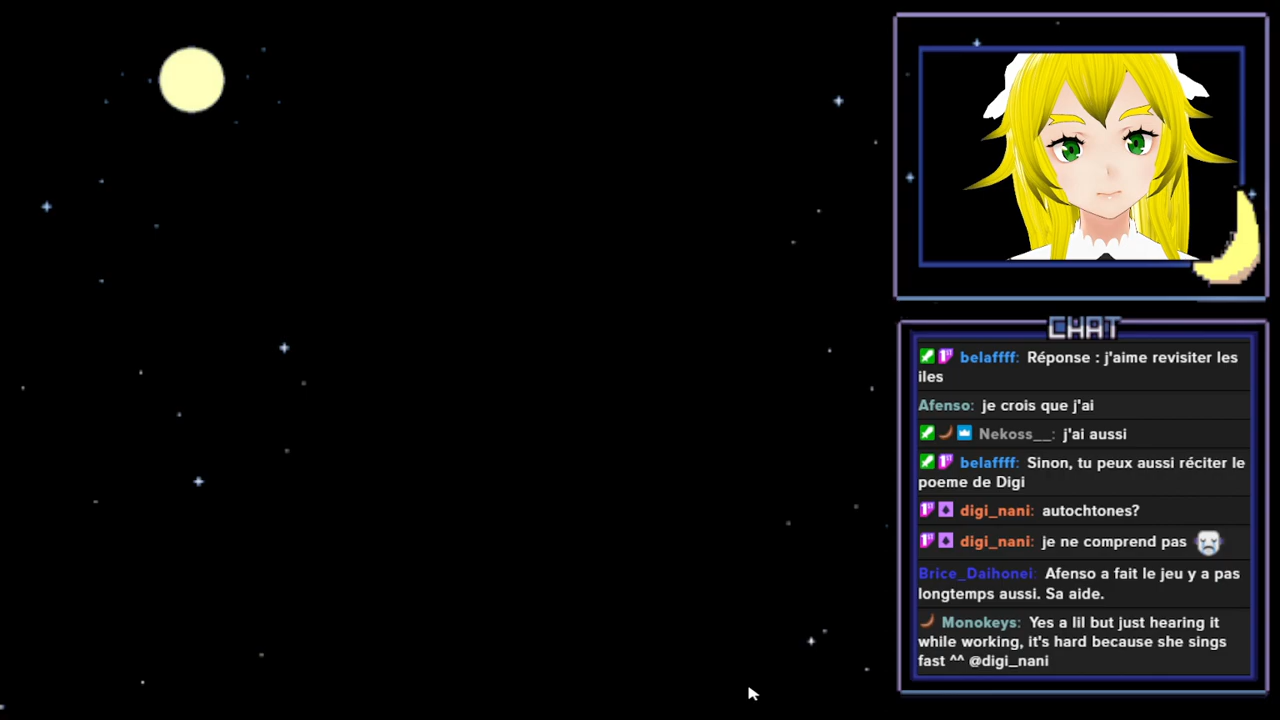 CHAT
belaffff: Réponse : j'aime revisiter les
iles
Afenso: je crois que j'ai
Nekoss__: j'ai aussi
belaffff: Sinon, tu peux aussi réciter le
poeme de Digi
digi_nani: autochtones?
digi_nani: je ne comprend pas
Brice_Daihonei: Afenso a fait le jeu y a pas
longtemps aussi. Sa aide.
Monokeys: Yes a lil but just hearing it
while working, it's hard because she sings
fast ^^ @digi_nani